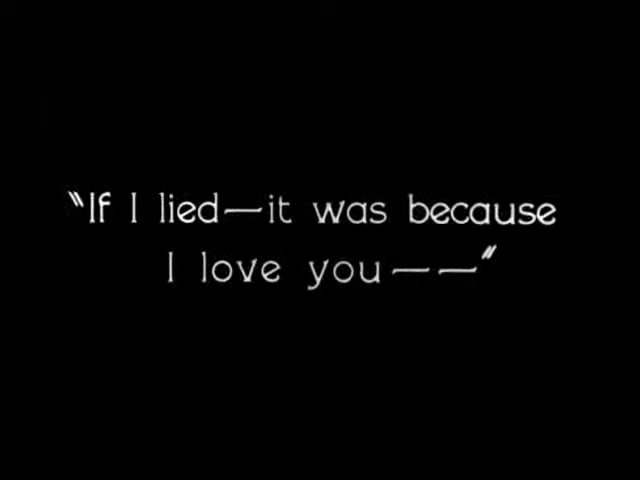 "If I lied—it was because
I love you— —"